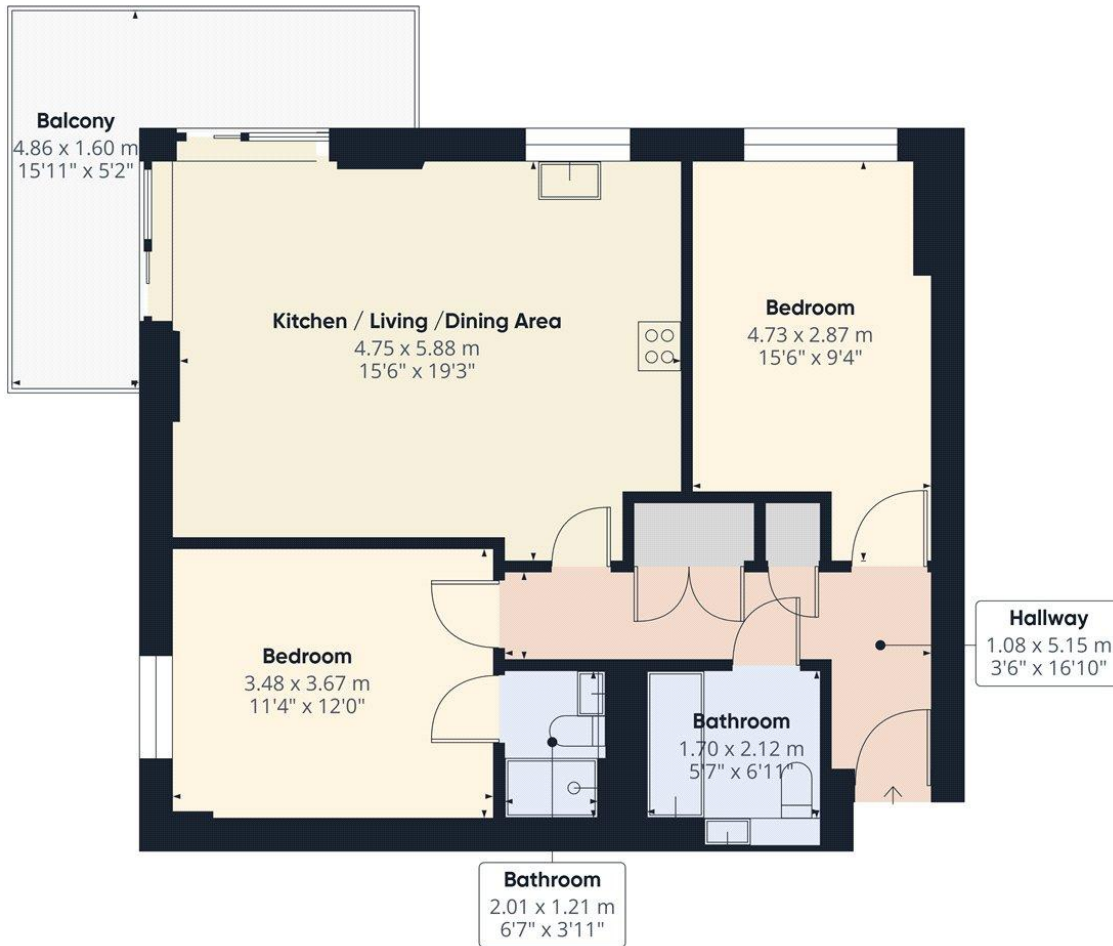 Balcony
4.86 x 1.60 m
15'11" x 5'2"
Kitchen / Living /Dining Area
4.75 x 5.88 m
15'6" x 19'3"
Bedroom
4.73 x 2.87 m
15'6" x 9'4"
Hallway
1.08 x 5.15 m
3'6" x 16'10"
Bedroom
3.48 x 3.67 m
11'4" x 12'0"
Bathroom
1.70 x 2.12 m
5'7" x 6'11"
Bathroom
2.01 x 1.21 m
6'7" x 3'11"